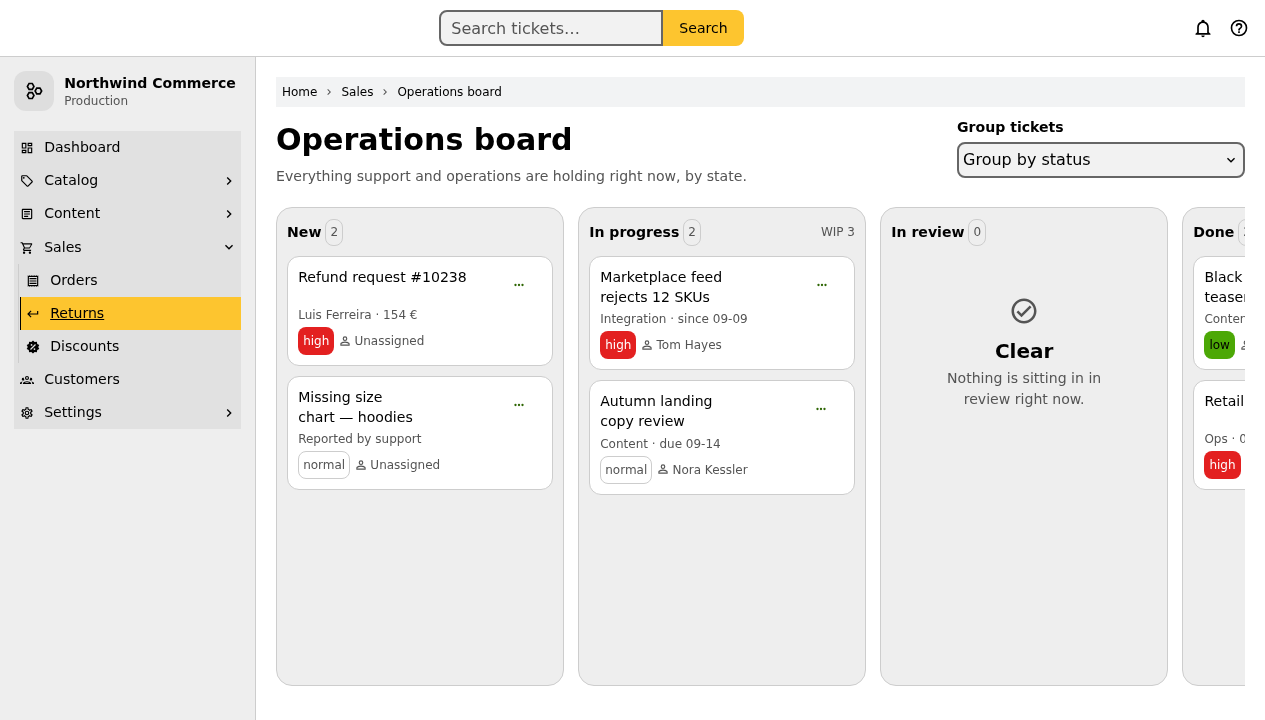 Search tickets…
Search
Northwind Commerce
Production
Dashboard
Catalog
Content
Sales
Orders
Returns
Discounts
Customers
Settings
Home › Sales › Operations board
Operations board
Everything support and operations are holding right now, by state.
Group tickets
Group by status
New 2
Refund request #10238
Luis Ferreira · 154 €
high Unassigned
Missing size
chart — hoodies
Reported by support
normal Unassigned
In progress 2 WIP 3
Marketplace feed
rejects 12 SKUs
Integration · since 09-09
high Tom Hayes
Autumn landing
copy review
Content · due 09-14
normal Nora Kessler
In review 0
Clear
Nothing is sitting in in
review right now.
Done
Black
low
Retail
Ops ·
high